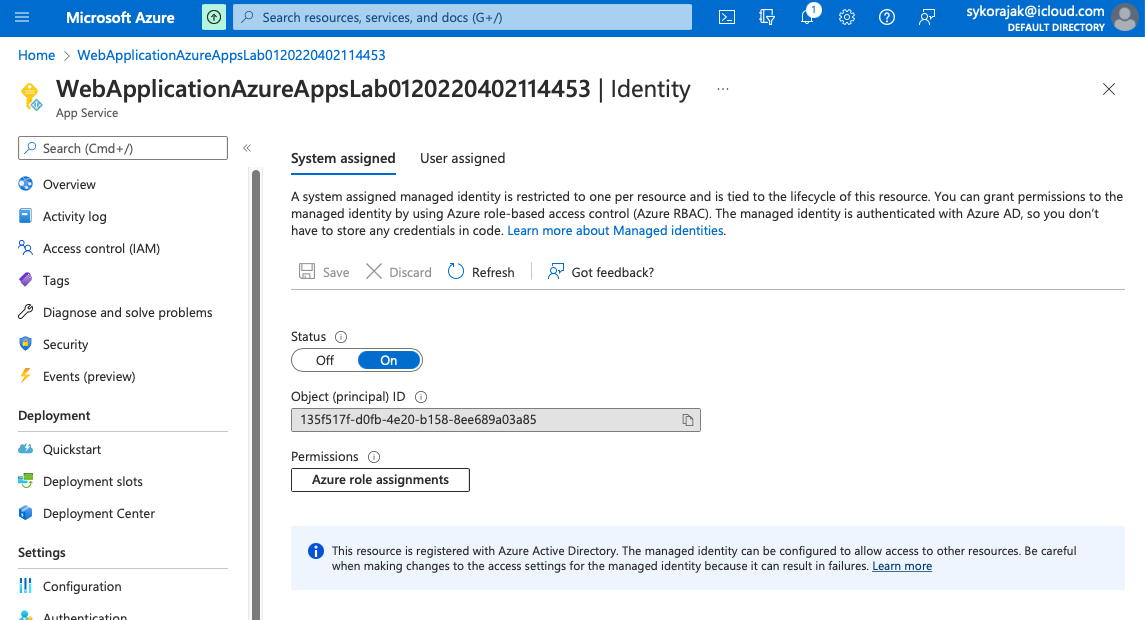 Microsoft Azure
Search resources, services, and docs (G+/)
1
sykorajak@icloud.com
DEFAULT DIRECTORY
Home > WebApplicationAzureAppsLab0120220402114453
WebApplicationAzureAppsLab0120220402114453 | Identity ...
App Service
Search (Cmd+/)
«
Overview
Activity log
Access control (IAM)
Tags
Diagnose and solve problems
Security
Events (preview)
Deployment
Quickstart
Deployment slots
Deployment Center
Settings
Configuration
Authentication
System assigned
User assigned
A system assigned managed identity is restricted to one per resource and is tied to the lifecycle of this resource. You can grant permissions to the
managed identity by using Azure role-based access control (Azure RBAC). The managed identity is authenticated with Azure AD, so you don't
have to store any credentials in code. Learn more about Managed identities.
Save
Discard
Refresh
Got feedback?
Status
Off
On
Object (principal) ID
135f517f-d0fb-4e20-b158-8ee689a03a85
Permissions
Azure role assignments
This resource is registered with Azure Active Directory. The managed identity can be configured to allow access to other resources. Be careful
when making changes to the access settings for the managed identity because it can result in failures. Learn more